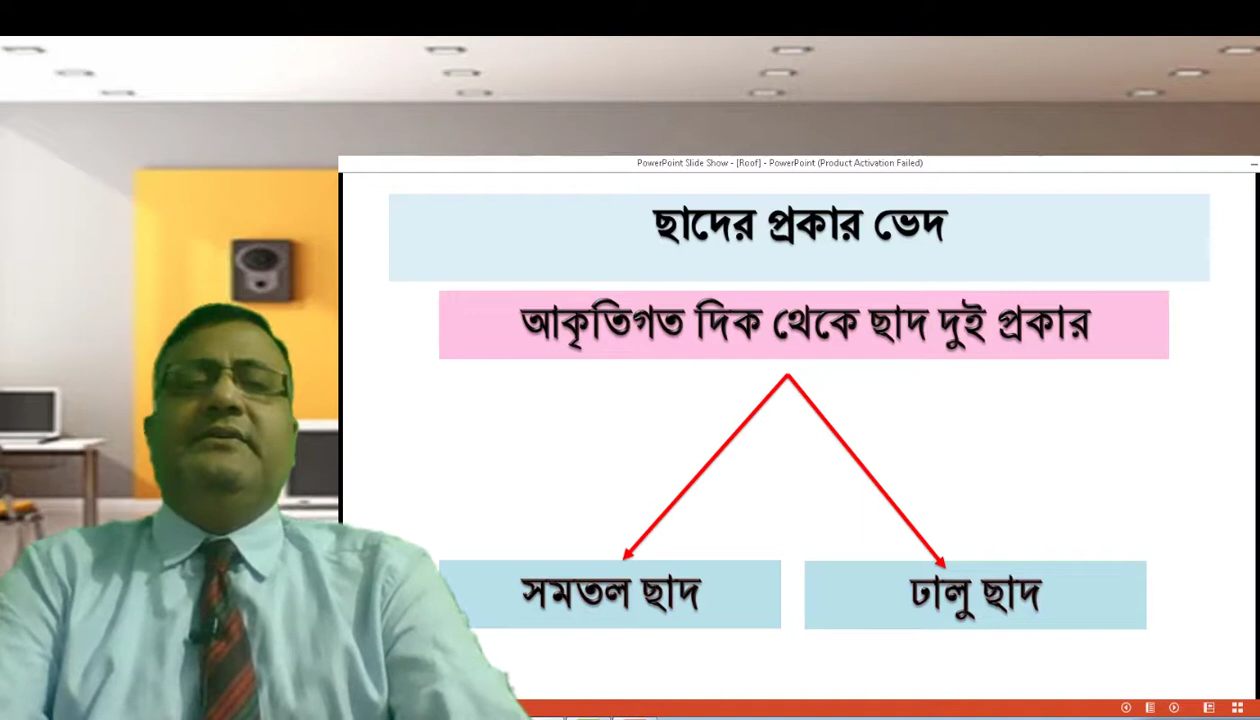 PowerPoint Slide Show - [Roof] - PowerPoint (Product Activation Failed)
ছাদের প্রকার ভেদ
আকৃতিগত দিক থেকে ছাদ দুই প্রকার
সমতল ছাদ
ঢালু ছাদ